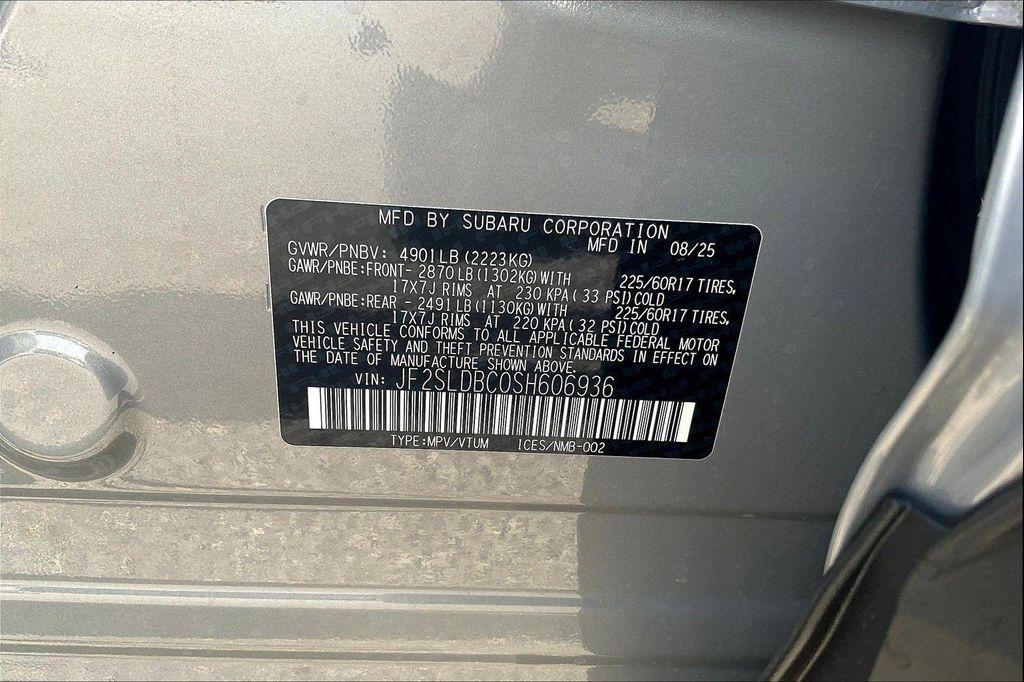 MFD BY SUBARU CORPORATION
MFD IN 08/25
GVWR/PNBV: 4901LB (2223KG)
GAWR/PNBE:FRONT- 2870 LB (1302KG) WITH 225/60R17 TIRES,
17X7J RIMS AT 230 KPA ( 33 PSI) COLD
GAWR/PNBE:REAR - 2491 LB (1130KG) WITH 225/60R17 TIRES,
17X7J RIMS AT 220 KPA ( 32 PSI) COLD
THIS VEHICLE CONFORMS TO ALL APPLICABLE FEDERAL MOTOR
VEHICLE SAFETY AND THEFT PREVENTION STANDARDS IN EFFECT ON
THE DATE OF MANUFACTURE SHOWN ABOVE.
VIN: JF2SLDBC0SH606936
TYPE:MPV/VTUM ICES/NMB-002